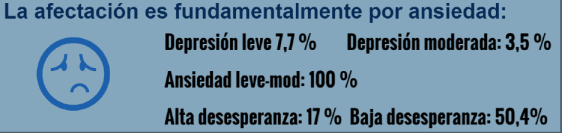 La afectación es fundamentalmente por ansiedad:
Depresión leve 7,7 % Depresión moderada: 3,5 %
Ansiedad leve-mod: 100 %
Alta desesperanza: 17 % Baja desesperanza: 50,4%